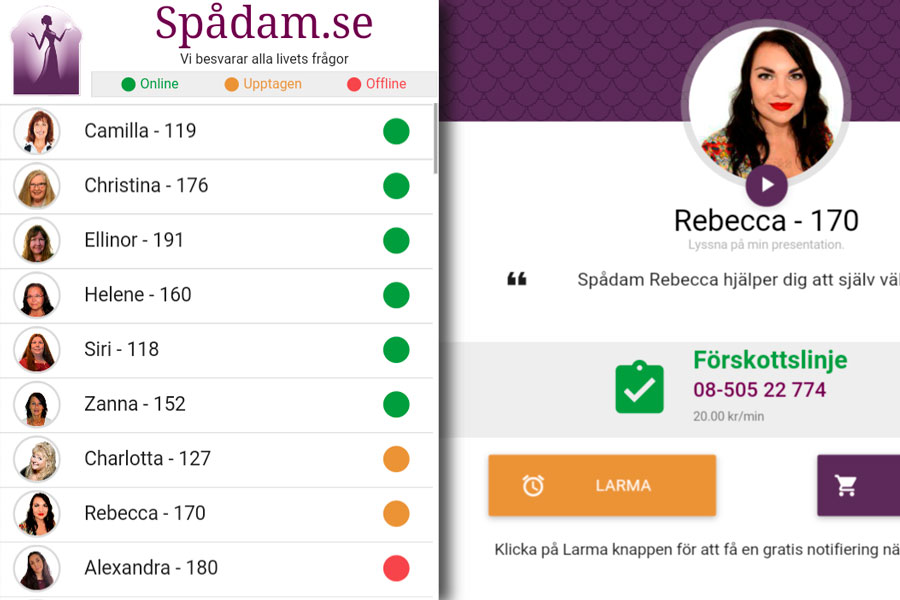 Spådam.se
Vi besvarar alla livets frågor
Online
Upptagen
Offline
Camilla - 119
Christina - 176
Ellinor - 191
Helene - 160
Siri - 118
Zanna - 152
Charlotta - 127
Rebecca - 170
Alexandra - 180
Rebecca - 170
Lyssna på min presentation.
Spådam Rebecca hjälper dig att själv väl
Förskottslinje
08-505 22 774
20.00 kr/min
LARMA
Klicka på Larma knappen för att få en gratis notifiering nä